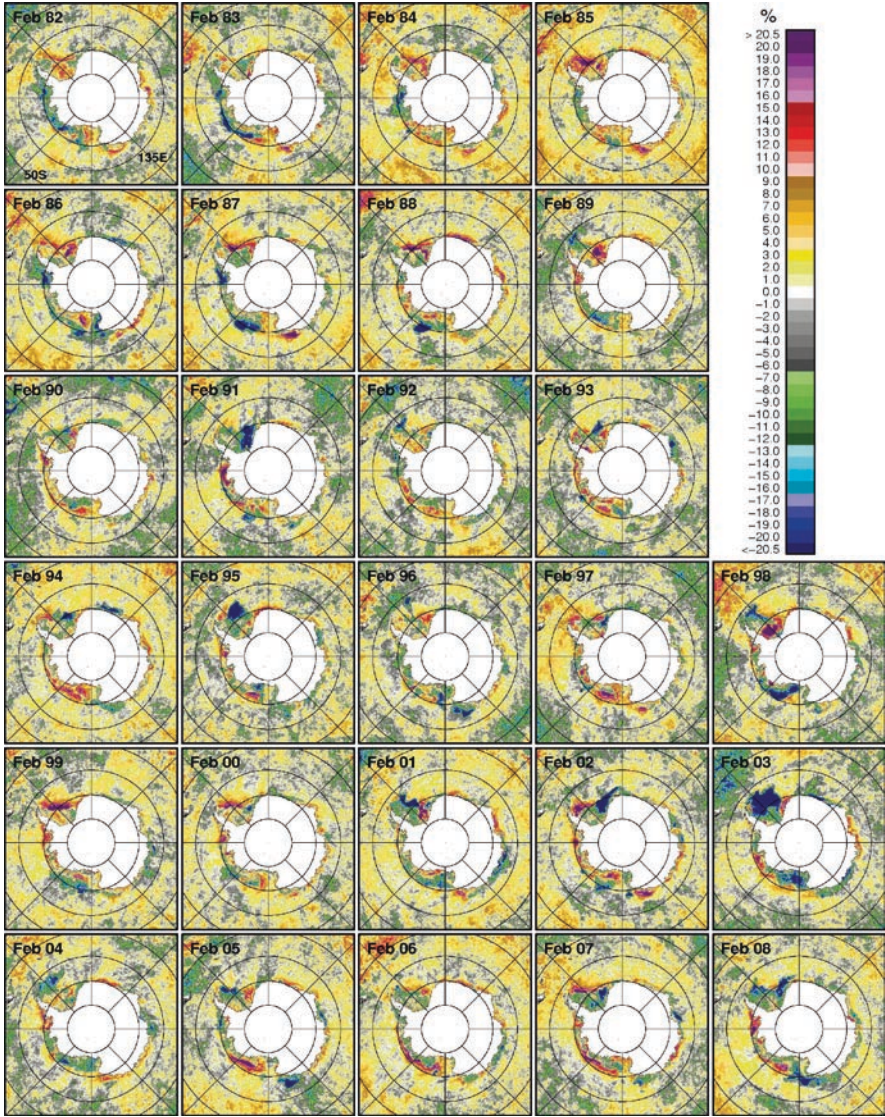 Feb 82
Feb 83
Feb 84
Feb 85
135E
50S
Feb 86
Feb 87
Feb 88
Feb 89
Feb 90
Feb 91
Feb 92
Feb 93
Feb 94
Feb 95
Feb 96
Feb 97
Feb 98
Feb 99
Feb 00
Feb 01
Feb 02
Feb 03
Feb 04
Feb 05
Feb 06
Feb 07
Feb 08
%
> 20.5
20.0
19.0
18.0
17.0
16.0
15.0
14.0
13.0
12.0
11.0
10.0
9.0
8.0
7.0
6.0
5.0
4.0
3.0
2.0
1.0
0.0
−1.0
−2.0
−3.0
−4.0
−5.0
−6.0
−7.0
−8.0
−9.0
−10.0
−11.0
−12.0
−13.0
−14.0
−15.0
−16.0
−17.0
−18.0
−19.0
−20.0
<−20.5